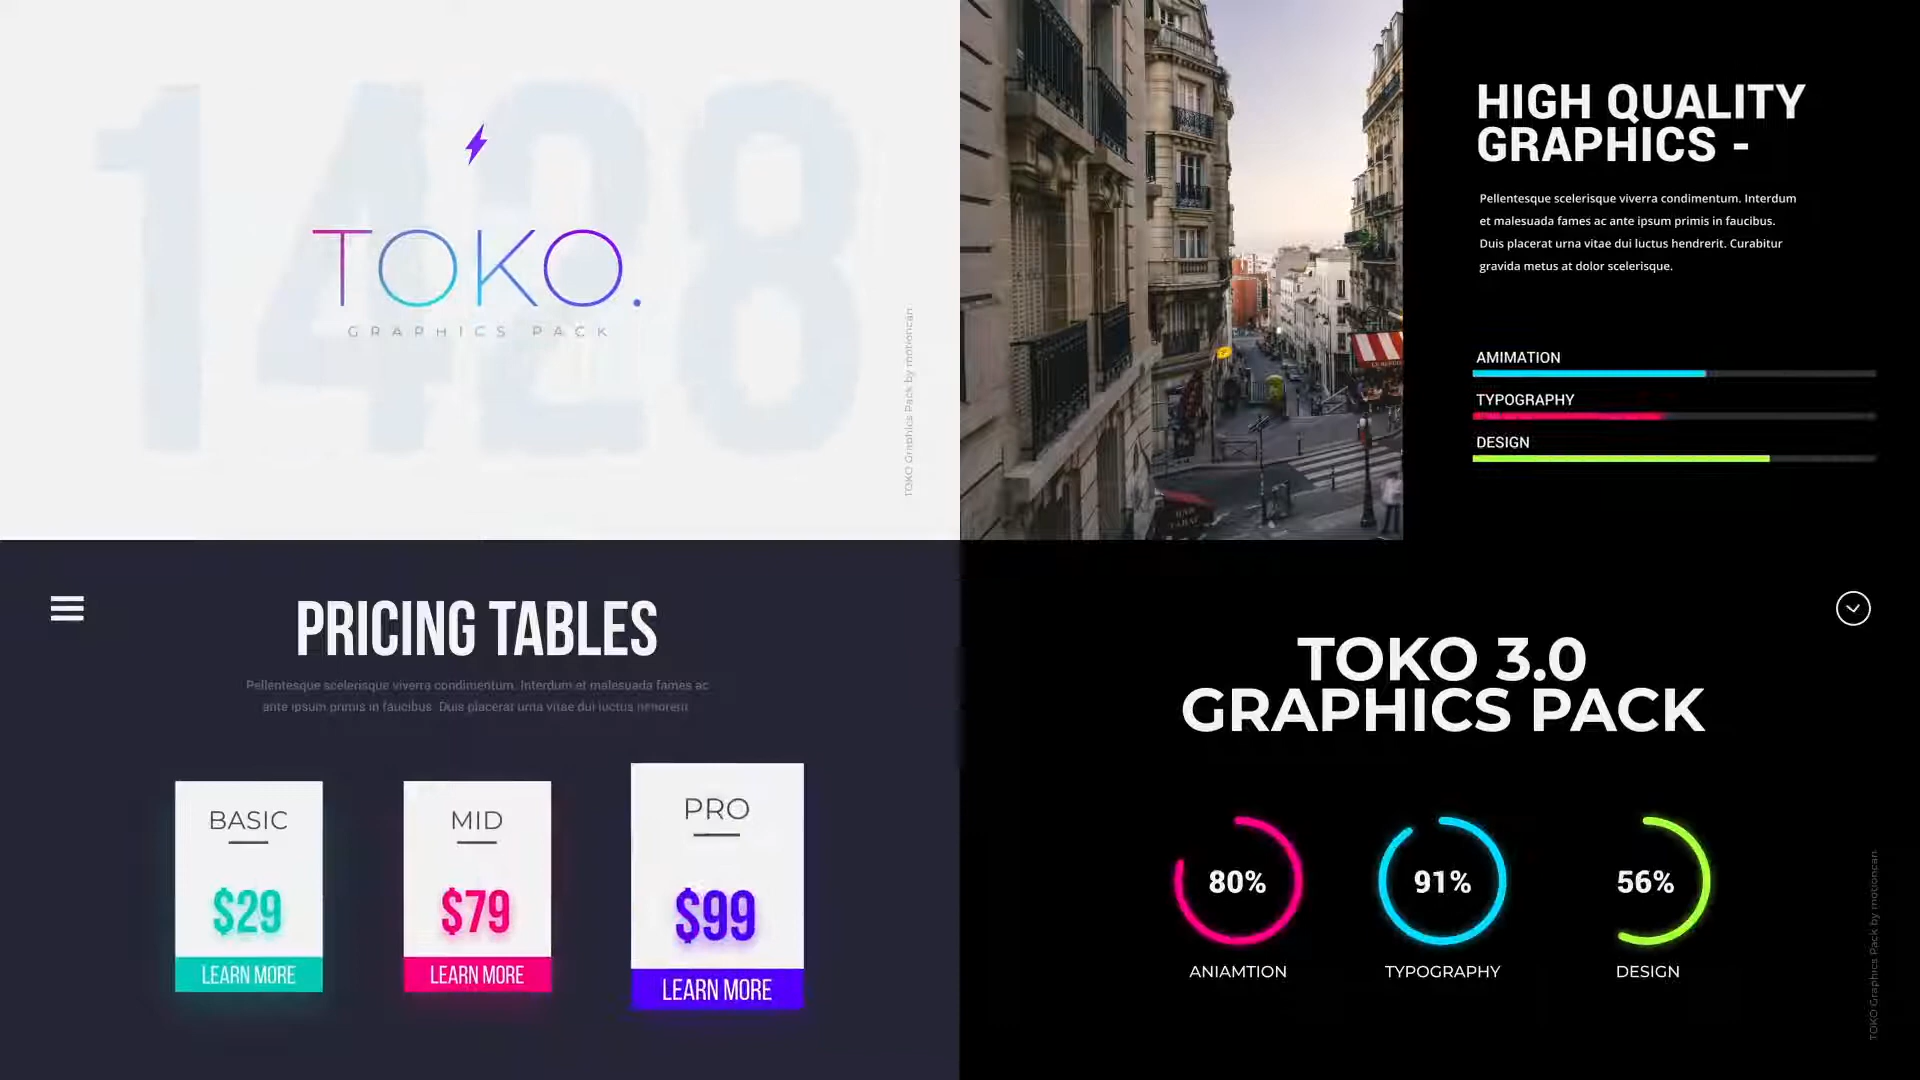 1428
TOKO.
GRAPHICS PACK
TOKO Graphics Pack by motioncan
HIGH QUALITY
GRAPHICS -
Pellentesque scelerisque viverra condimentum. Interdum
et malesuada fames ac ante ipsum primis in faucibus.
Duis placerat urna vitae dui luctus hendrerit. Curabitur
gravida metus at dolor scelerisque.
AMIMATION
TYPOGRAPHY
DESIGN
BAR
TABAC
PRICING TABLES
Pellentesque scelerisque viverra condimentum. Interdum et malesuada fames ac
ante ipsum primis in faucibus. Duis placerat urna vitae dui luctus
BASIC
$29
LEARN MORE
MID
$79
LEARN MORE
PRO
$99
LEARN MORE
TOKO 3.0
GRAPHICS PACK
80%
91%
56%
ANIAMTION
TYPOGRAPHY
DESIGN
TOKO Graphics Pack by motioncan